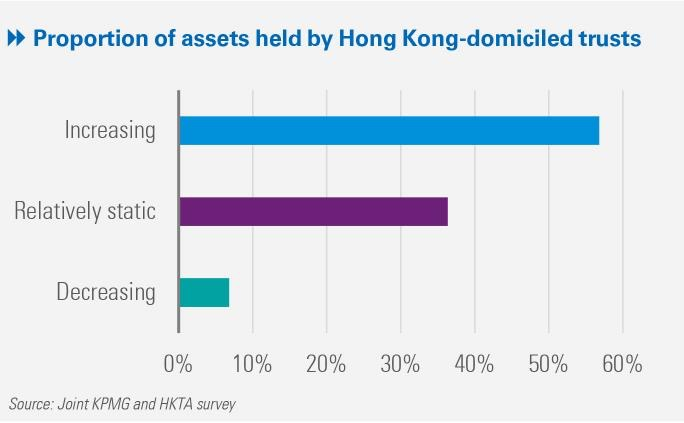 Proportion of assets held by Hong Kong-domiciled trusts
Increasing
Relatively static
Decreasing
0% 10% 20% 30% 40% 50% 60%
Source: Joint KPMG and HKTA survey